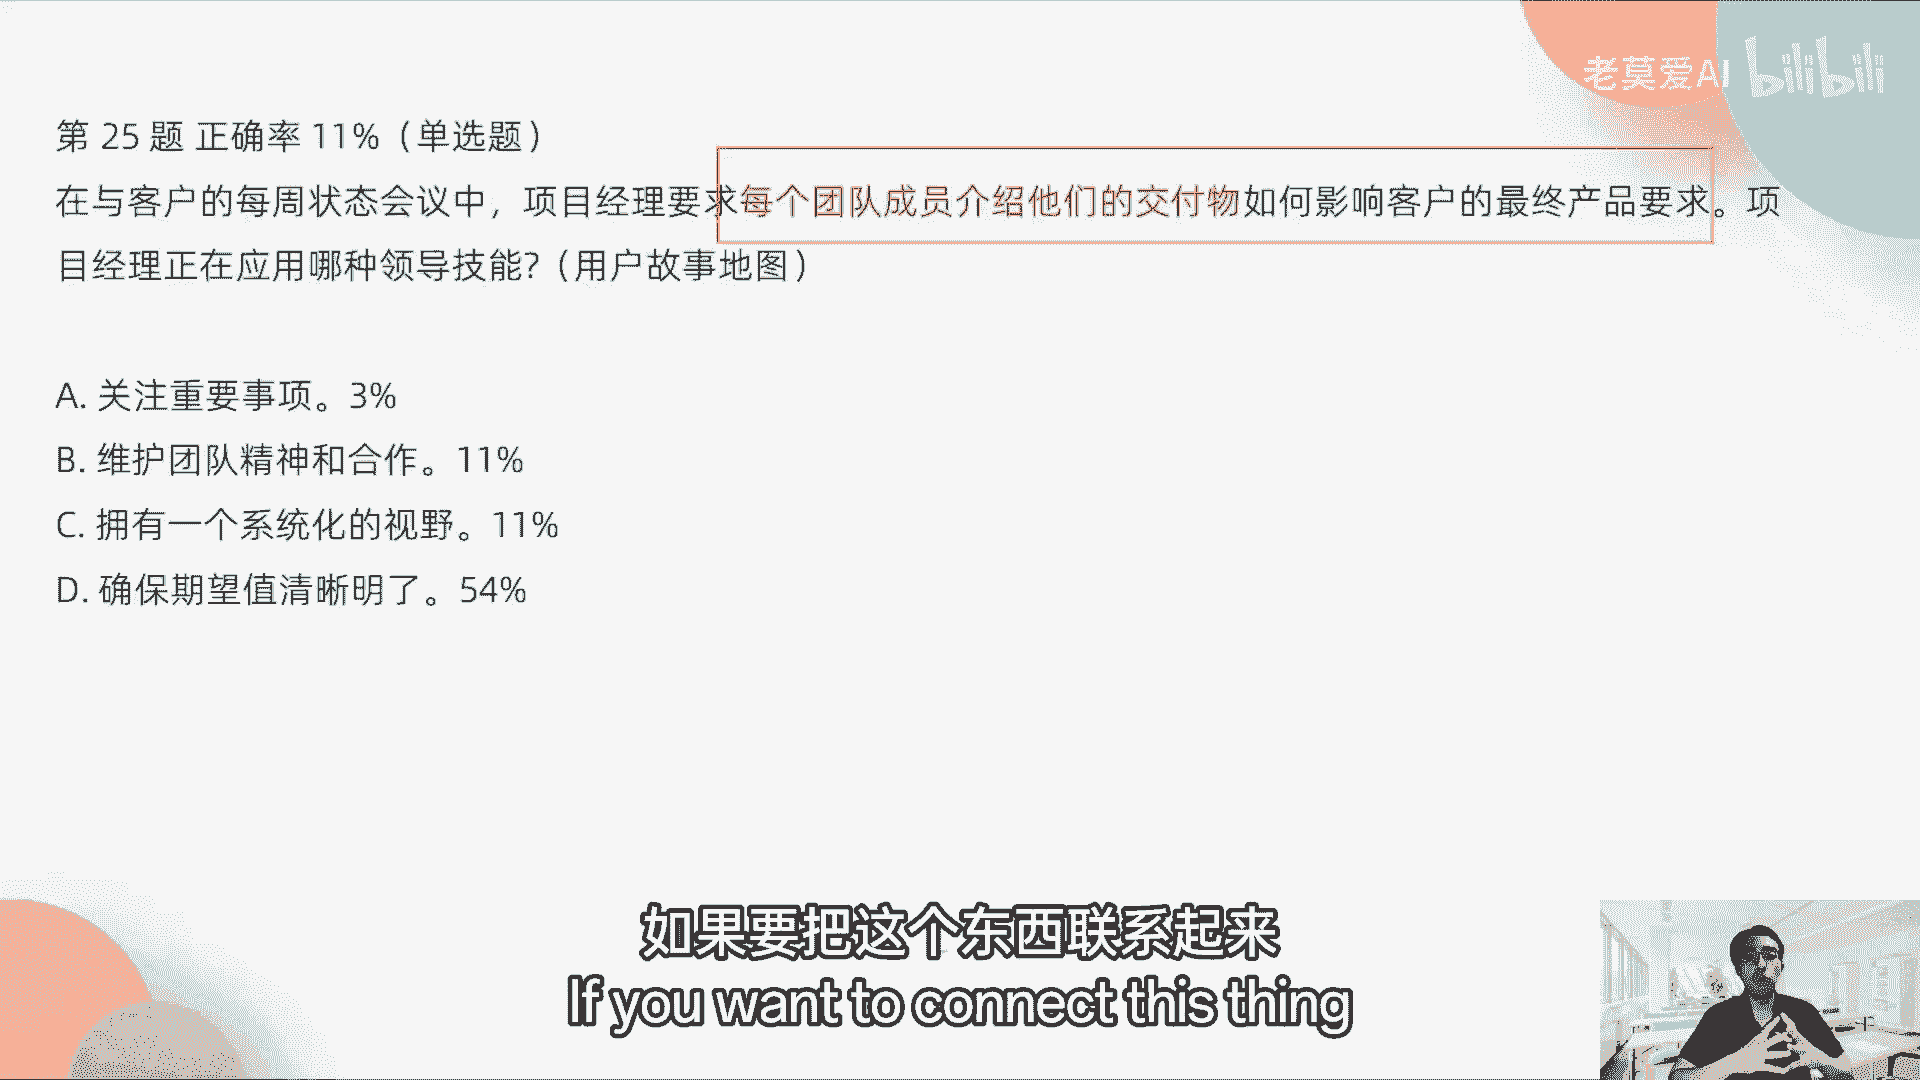 老莫爱AI bilibili
第 25 题 正确率 11%（单选题）
在与客户的每周状态会议中，项目经理要求每个团队成员介绍他们的交付物如何影响客户的最终产品要求。项
目经理正在应用哪种领导技能?（用户故事地图）
A. 关注重要事项。3%
B. 维护团队精神和合作。11%
C. 拥有一个系统化的视野。11%
D. 确保期望值清晰明了。54%
如果要把这个东西联系起来
If you want to connect this thing